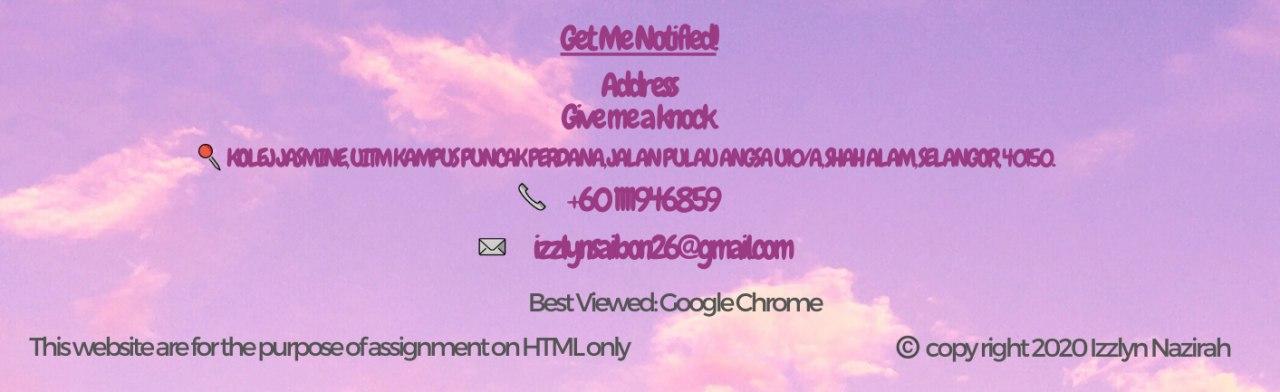 Get Me Notified!
Address
Give me a knock
KOLEJ JASMINE, UITM KAMPUS PUNCAK PERDANA, JALAN PULAU ANGSA U10/A, SHAH ALAM, SELANGOR, 40150.
+60 1111946859
izzlynsaibon26@gmail.com
Best Viewed: Google Chrome
This website are for the purpose of assignment on HTML only
© copy right 2020 Izzlyn Nazirah